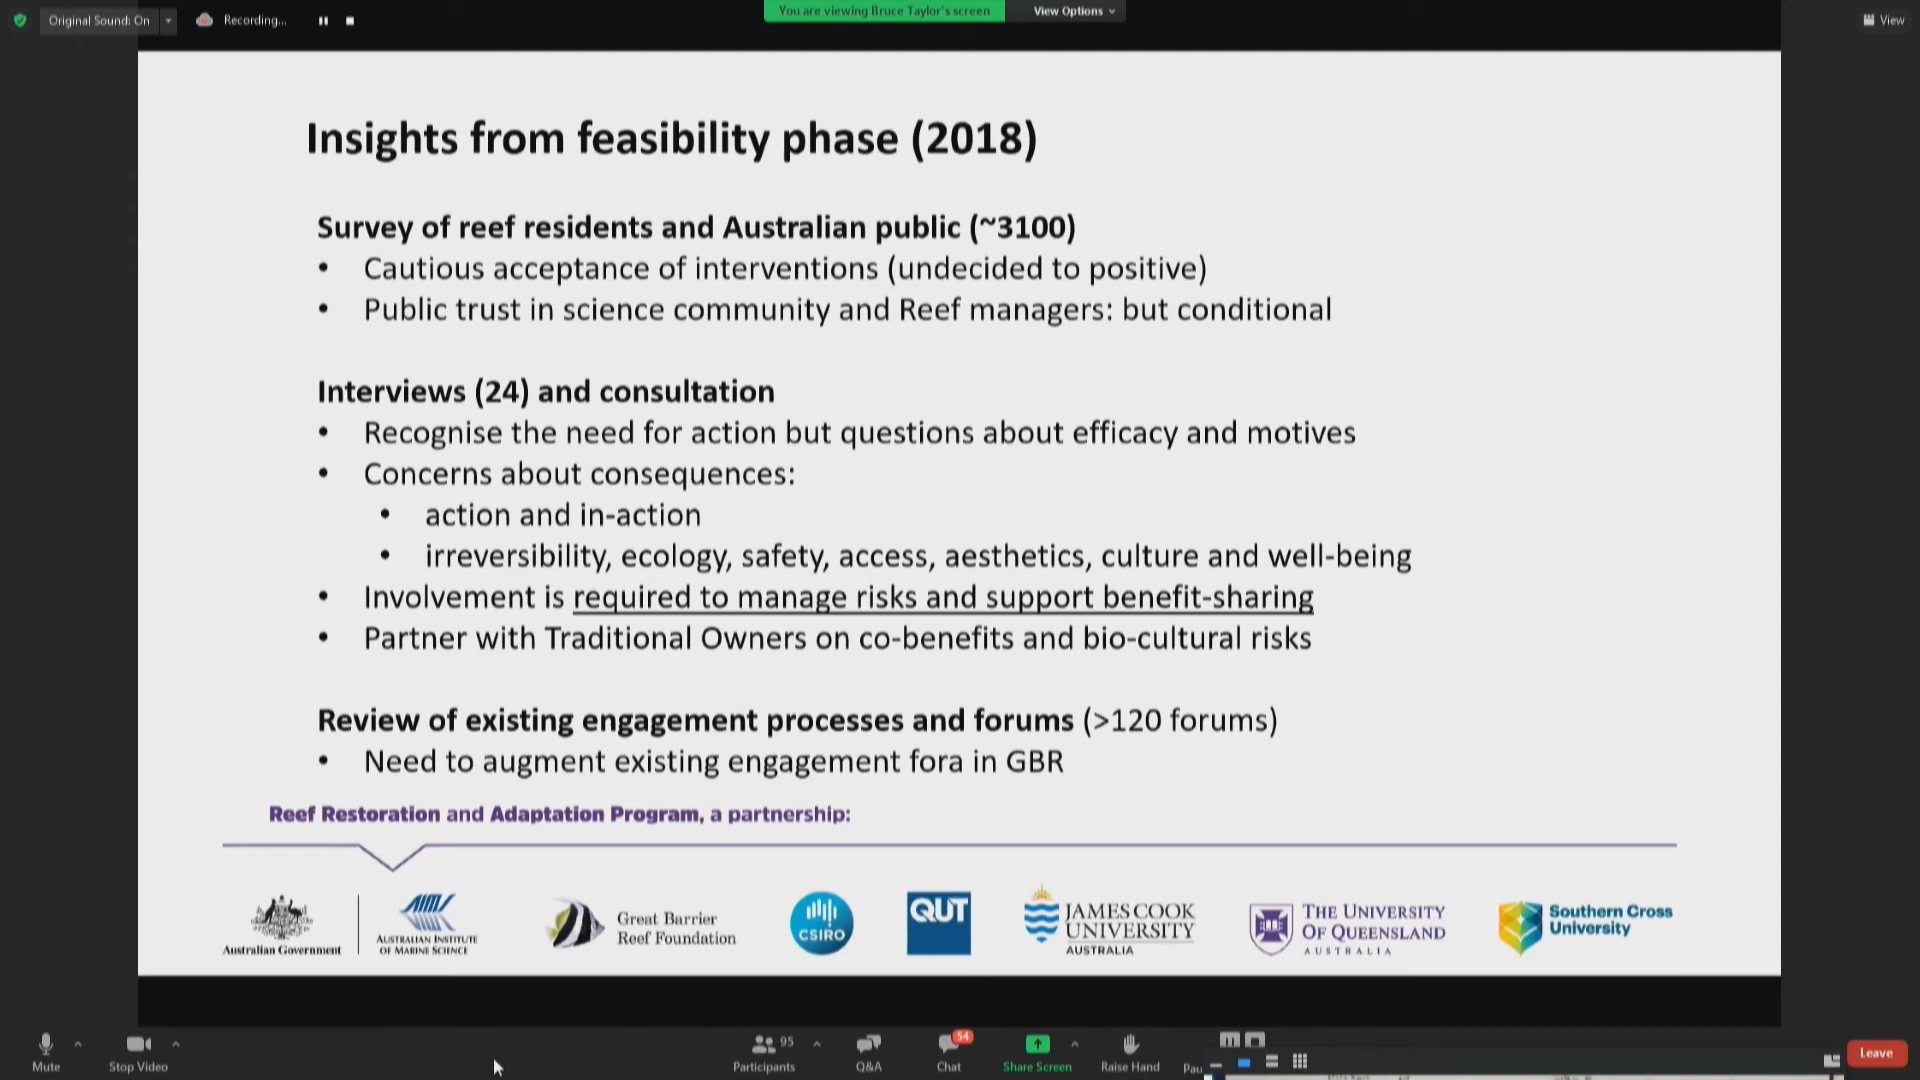 Original Sound: On
Recording...
You are viewing Bruce Taylor's screen
View Options
View
Insights from feasibility phase (2018)
Survey of reef residents and Australian public (~3100)
• Cautious acceptance of interventions (undecided to positive)
• Public trust in science community and Reef managers: but conditional
Interviews (24) and consultation
• Recognise the need for action but questions about efficacy and motives
• Concerns about consequences:
• action and in-action
• irreversibility, ecology, safety, access, aesthetics, culture and well-being
• Involvement is required to manage risks and support benefit-sharing
• Partner with Traditional Owners on co-benefits and bio-cultural risks
Review of existing engagement processes and forums (>120 forums)
• Need to augment existing engagement fora in GBR
Reef Restoration and Adaptation Program, a partnership:
Australian Government
AIMS
AUSTRALIAN INSTITUTE
OF MARINE SCIENCE
Great Barrier
Reef Foundation
CSIRO
QUT
JAMES COOK
UNIVERSITY
AUSTRALIA
THE UNIVERSITY
OF QUEENSLAND
AUSTRALIA
Southern Cross
University
Mute
Stop Video
95
Participants
Q&A
54
Chat
Share Screen
Raise Hand
Pau
Leave